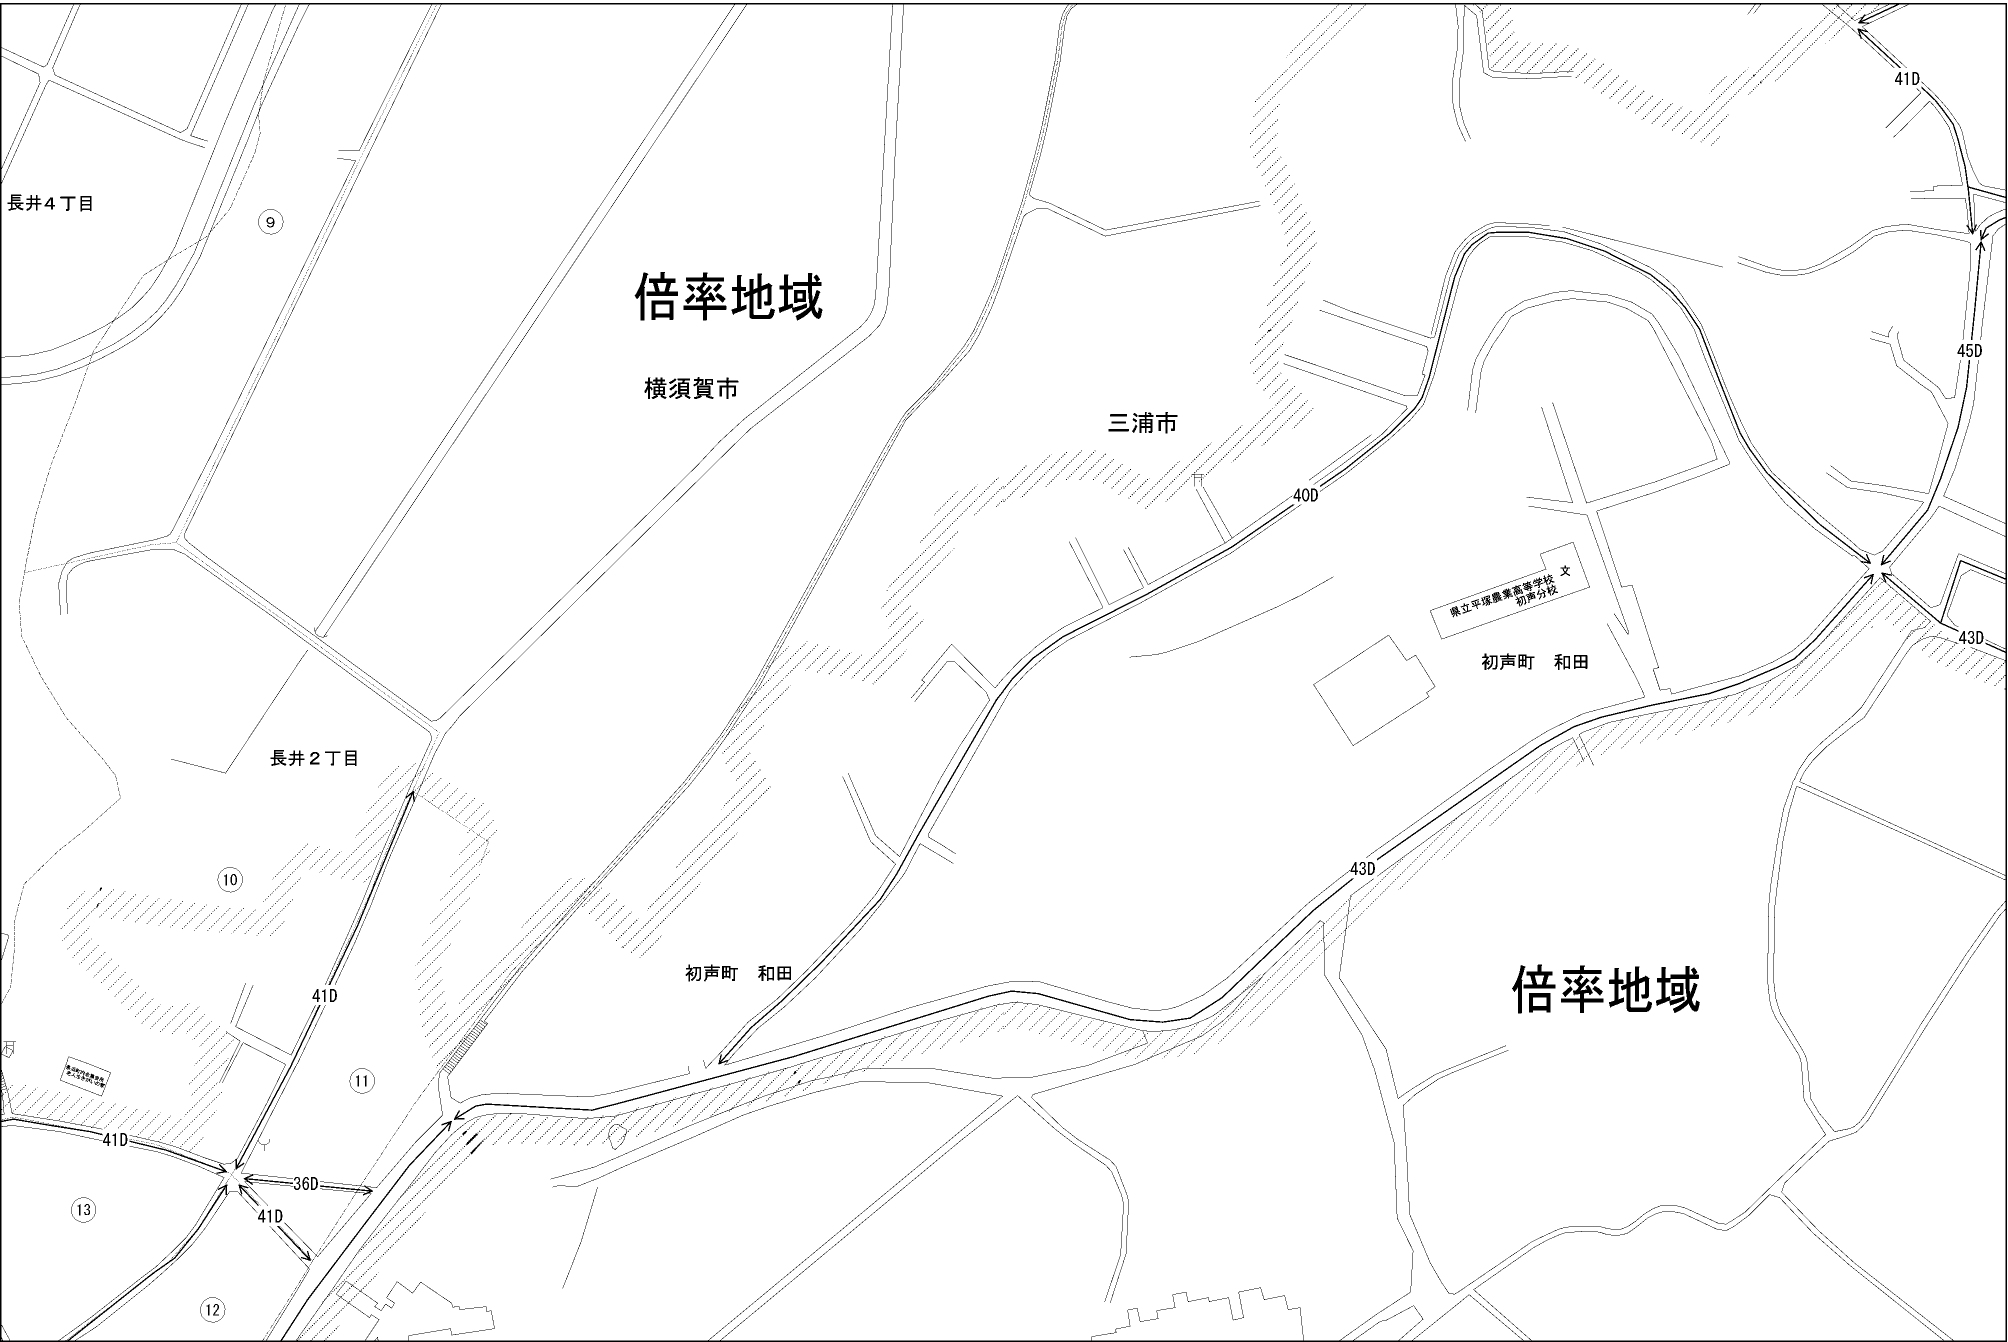 41D
長井4丁目
9
倍率地域
45D
横須賀市
三浦市
40D
県立平塚農業高等学校 文
初声分校
43D
初声町 和田
長井2丁目
43D
10
初声町 和田
倍率地域
41D
11
41D
36D
13
41D
12